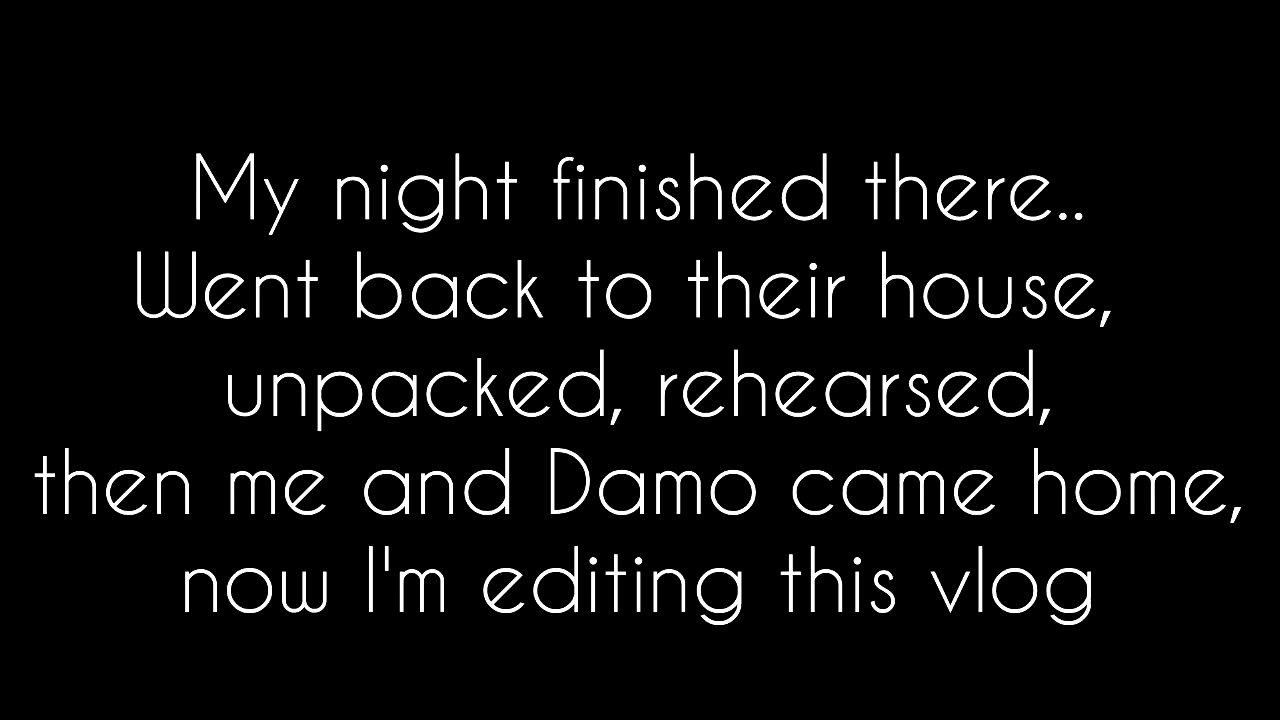 My night finished there..
Went back to their house,
unpacked, rehearsed,
then me and Damo came home,
now I'm editing this vlog